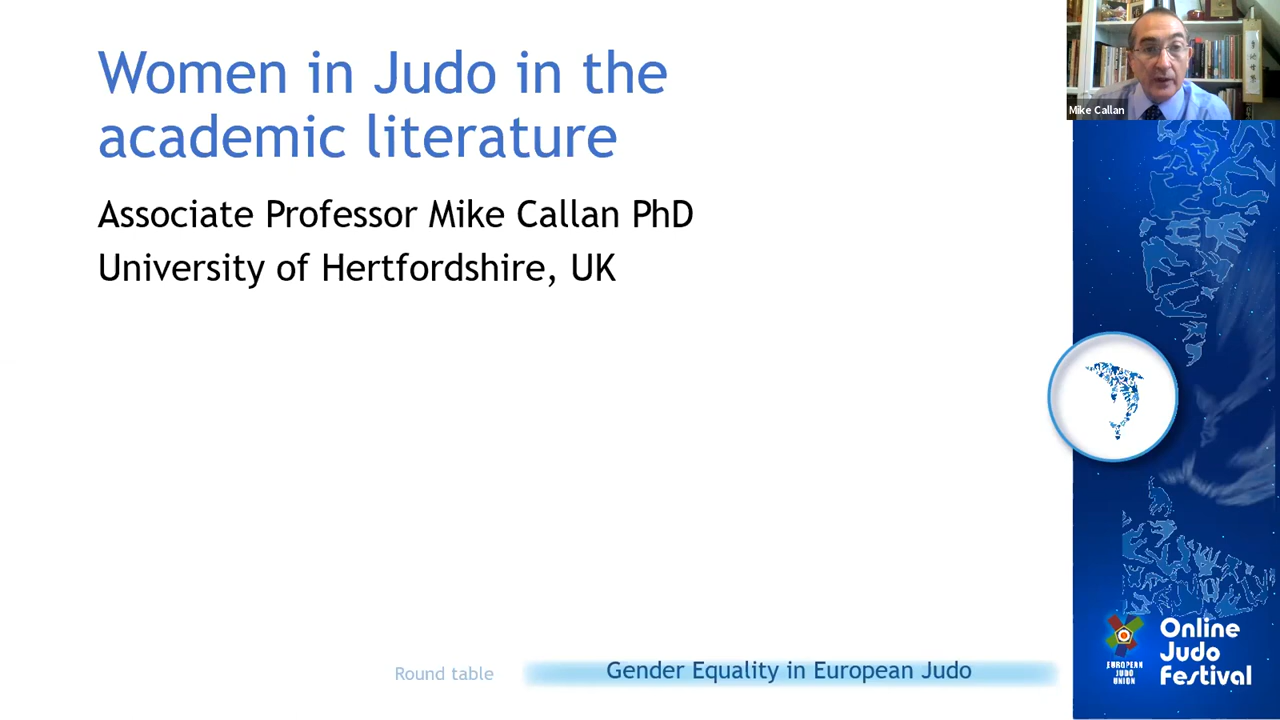 Women in Judo in the
academic literature
Associate Professor Mike Callan PhD
University of Hertfordshire, UK
Mike Callan
Round table
Gender Equality in European Judo
EUROPEAN
JUDO
UNION
Online
Judo
Festival